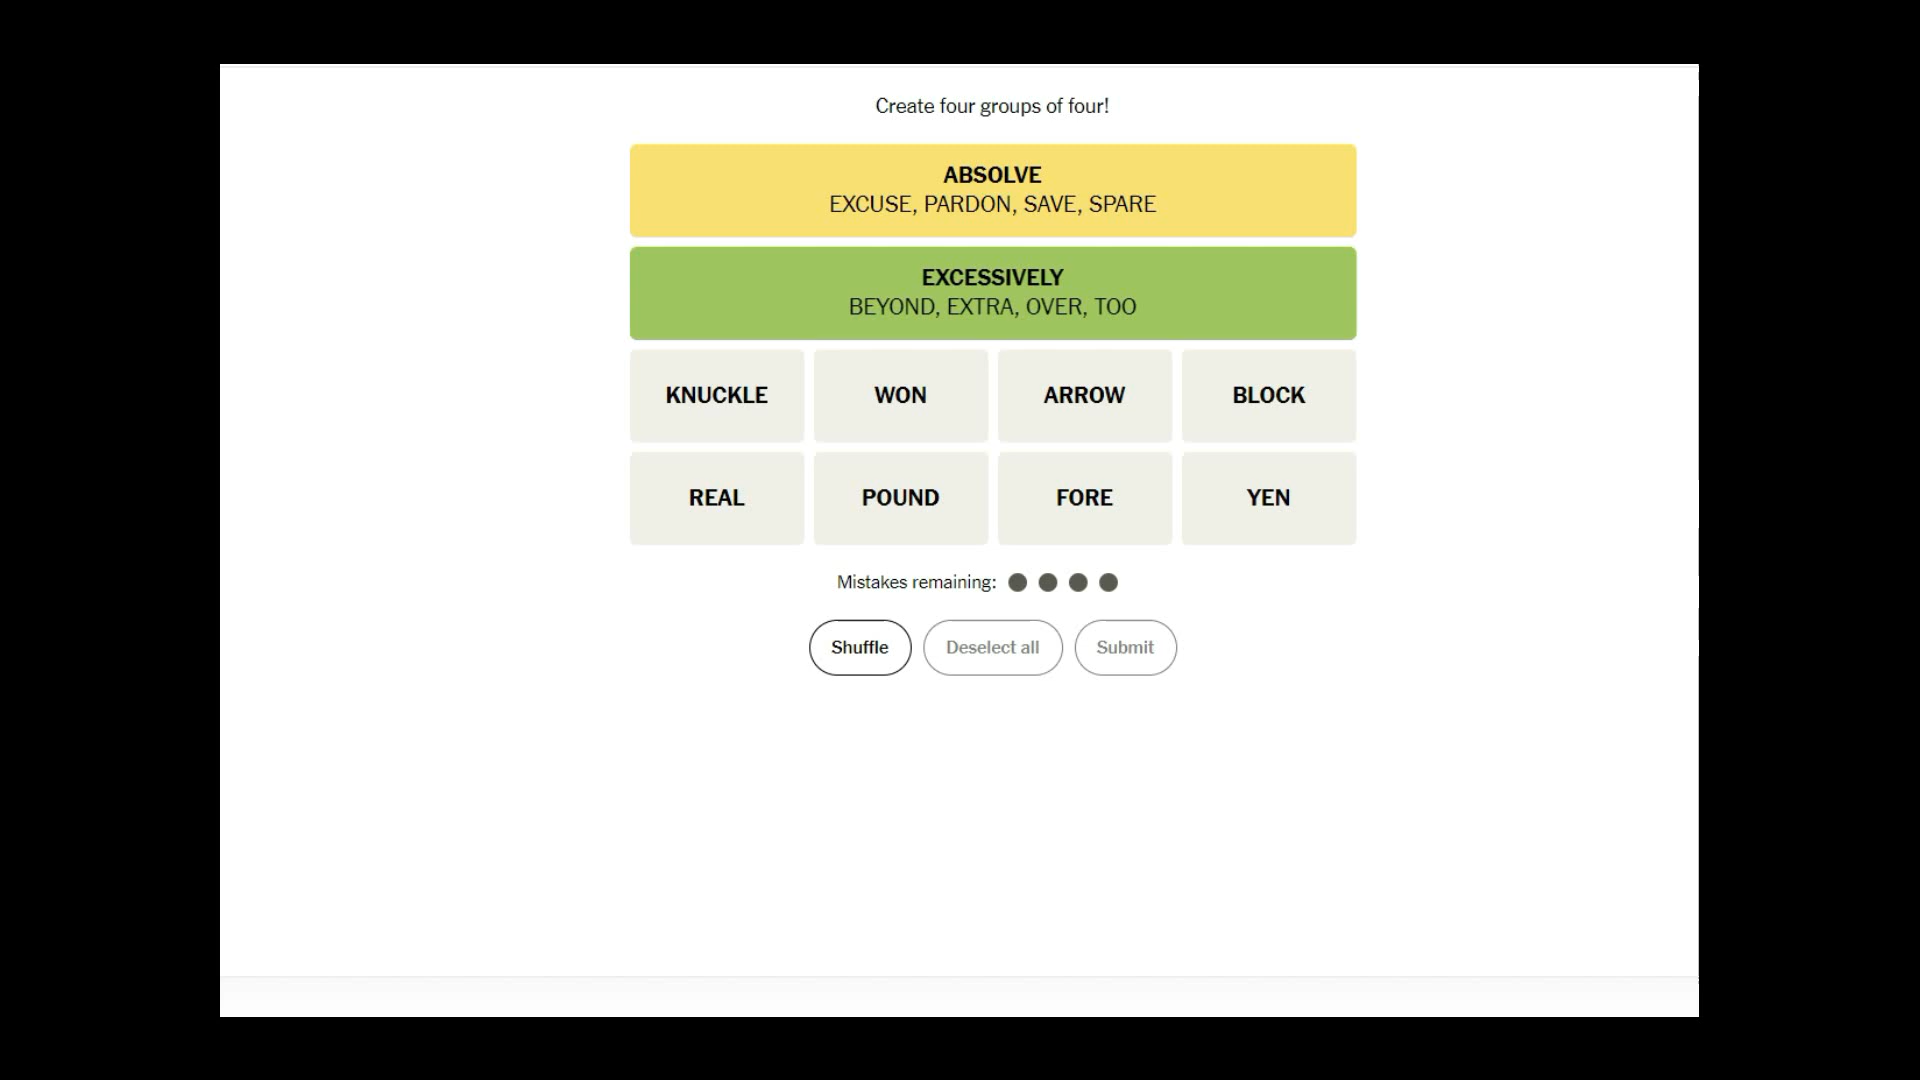 Create four groups of four!
ABSOLVE
EXCUSE, PARDON, SAVE, SPARE
EXCESSIVELY
BEYOND, EXTRA, OVER, TOO
KNUCKLE WON ARROW BLOCK
REAL POUND FORE YEN
Mistakes remaining:
Shuffle Deselect all Submit